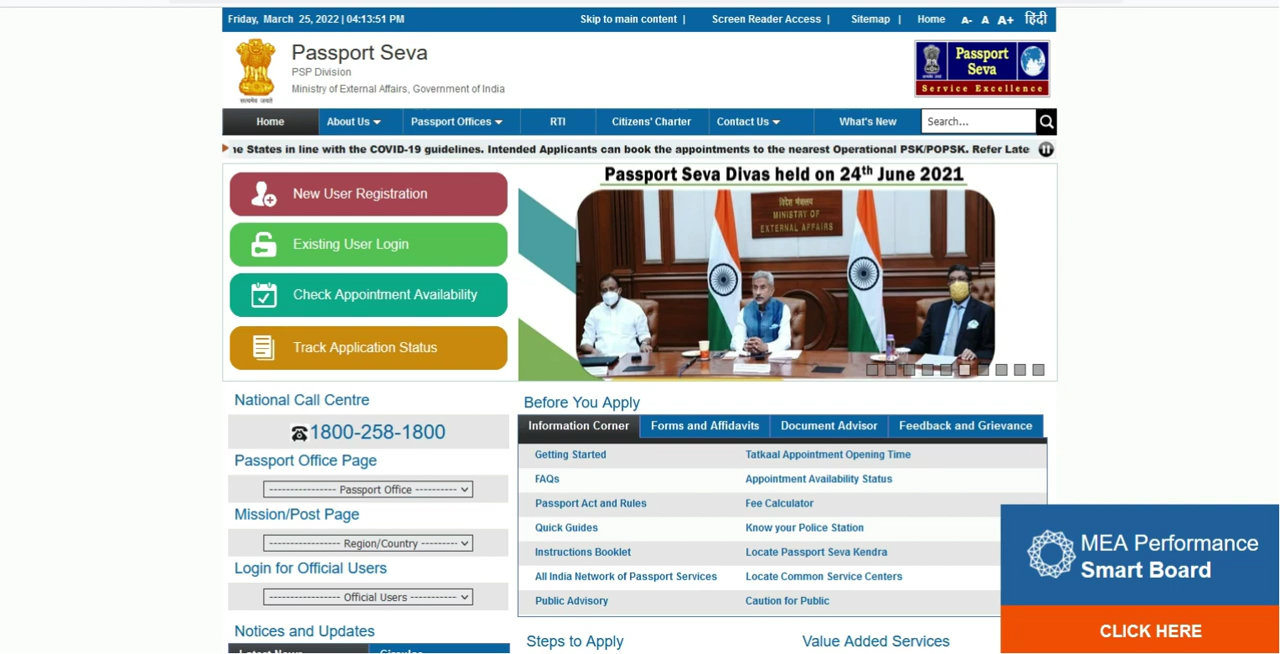 Friday, March 25, 2022 | 04:13:51 PM
Skip to main content | Screen Reader Access | Sitemap | Home A- A A+ हिंदी
Passport Seva
PSP Division
Ministry of External Affairs, Government of India
सत्यमेव जयते
Passport
Seva
Service Excellence
Home About Us Passport Offices RTI Citizens' Charter Contact Us What's New Search...
States in line with the COVID-19 guidelines. Intended Applicants can book the appointments to the nearest Operational PSK/POPSK. Refer Late
New User Registration
Existing User Login
Check Appointment Availability
Track Application Status
Passport Seva Divas held on 24th June 2021
विदेश मंत्रालय
MINISTRY OF
EXTERNAL AFFAIRS
National Call Centre
1800-258-1800
Passport Office Page
---------------- Passport Office ----------
Mission/Post Page
----------------- Region/Country ---------
Login for Official Users
----------------- Official Users -----------
Notices and Updates
Latest News Circular
Before You Apply
Information Corner Forms and Affidavits Document Advisor Feedback and Grievance
Getting Started Tatkaal Appointment Opening Time
FAQs Appointment Availability Status
Passport Act and Rules Fee Calculator
Quick Guides Know your Police Station
Instructions Booklet Locate Passport Seva Kendra
All India Network of Passport Services Locate Common Service Centers
Public Advisory Caution for Public
Steps to Apply Value Added Services
MEA Performance
Smart Board
CLICK HERE